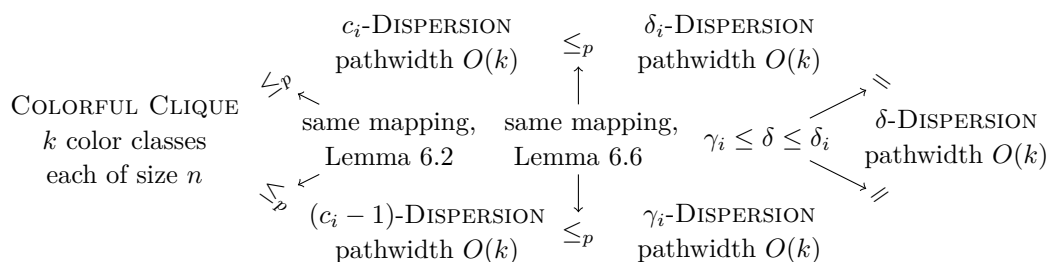 c_i-DISPERSION
pathwidth O(k)
≤_p
δ_i-DISPERSION
pathwidth O(k)
≤_p
COLORFUL CLIQUE
k color classes
each of size n
same mapping,
Lemma 6.2
same mapping,
Lemma 6.6
γ_i ≤ δ ≤ δ_i
=
δ-DISPERSION
pathwidth O(k)
=
≤_p
(c_i − 1)-DISPERSION
pathwidth O(k)
≤_p
γ_i-DISPERSION
pathwidth O(k)